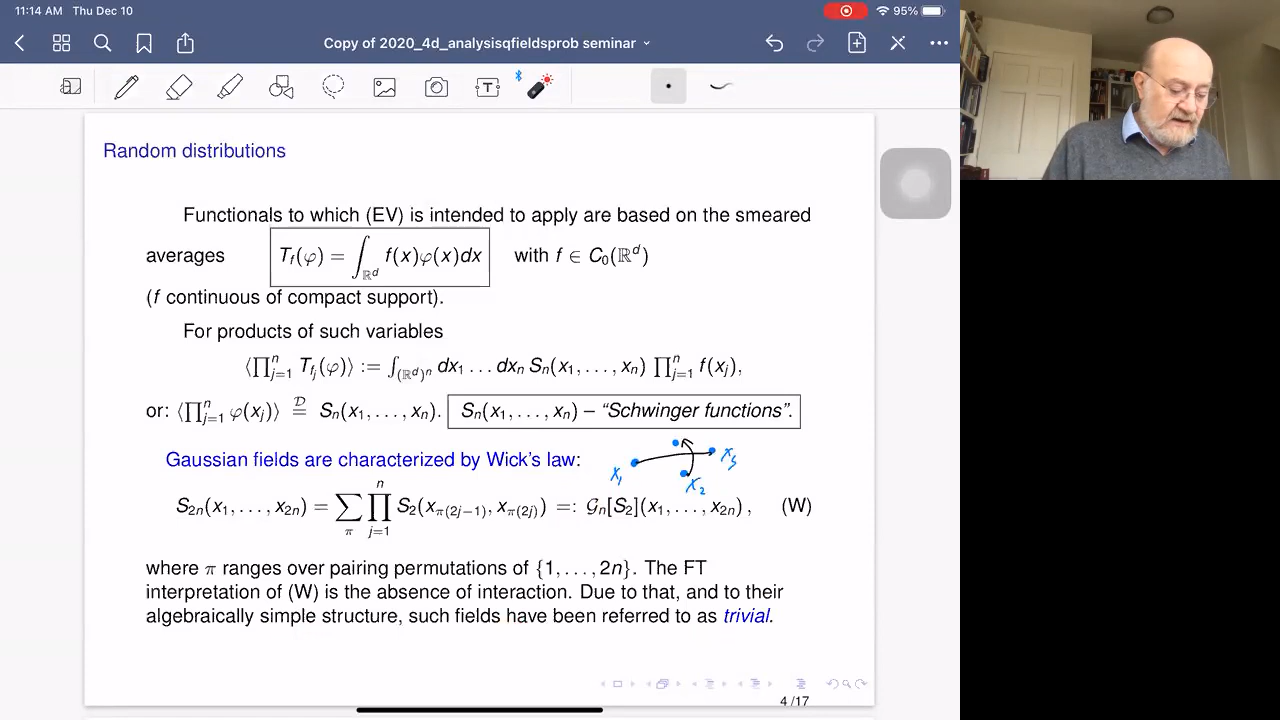 11:14 AM Thu Dec 10
95%
Copy of 2020_4d_analysisqfieldsprob seminar
T
Random distributions
Functionals to which (EV) is intended to apply are based on the smeared
averages T_f(φ) = ∫_{ℝ^d} f(x)φ(x)dx with f ∈ C_0(ℝ^d)
(f continuous of compact support).
For products of such variables
⟨∏_{j=1}^n T_{f_j}(φ)⟩ := ∫_{(ℝ^d)^n} dx_1 … dx_n S_n(x_1, …, x_n) ∏_{j=1}^n f(x_j),
or: ⟨∏_{j=1}^n φ(x_j)⟩ 𝒟= S_n(x_1, …, x_n). S_n(x_1, …, x_n) – “Schwinger functions”.
Gaussian fields are characterized by Wick's law:
x_1 x_2 x_3
S_{2n}(x_1, …, x_{2n}) = ∑_π ∏_{j=1}^n S_2(x_{π(2j−1)}, x_{π(2j)}) =: 𝒢_n[S_2](x_1, …, x_{2n}), (W)
where π ranges over pairing permutations of {1, …, 2n}. The FT
interpretation of (W) is the absence of interaction. Due to that, and to their
algebraically simple structure, such fields have been referred to as trivial.
4/17